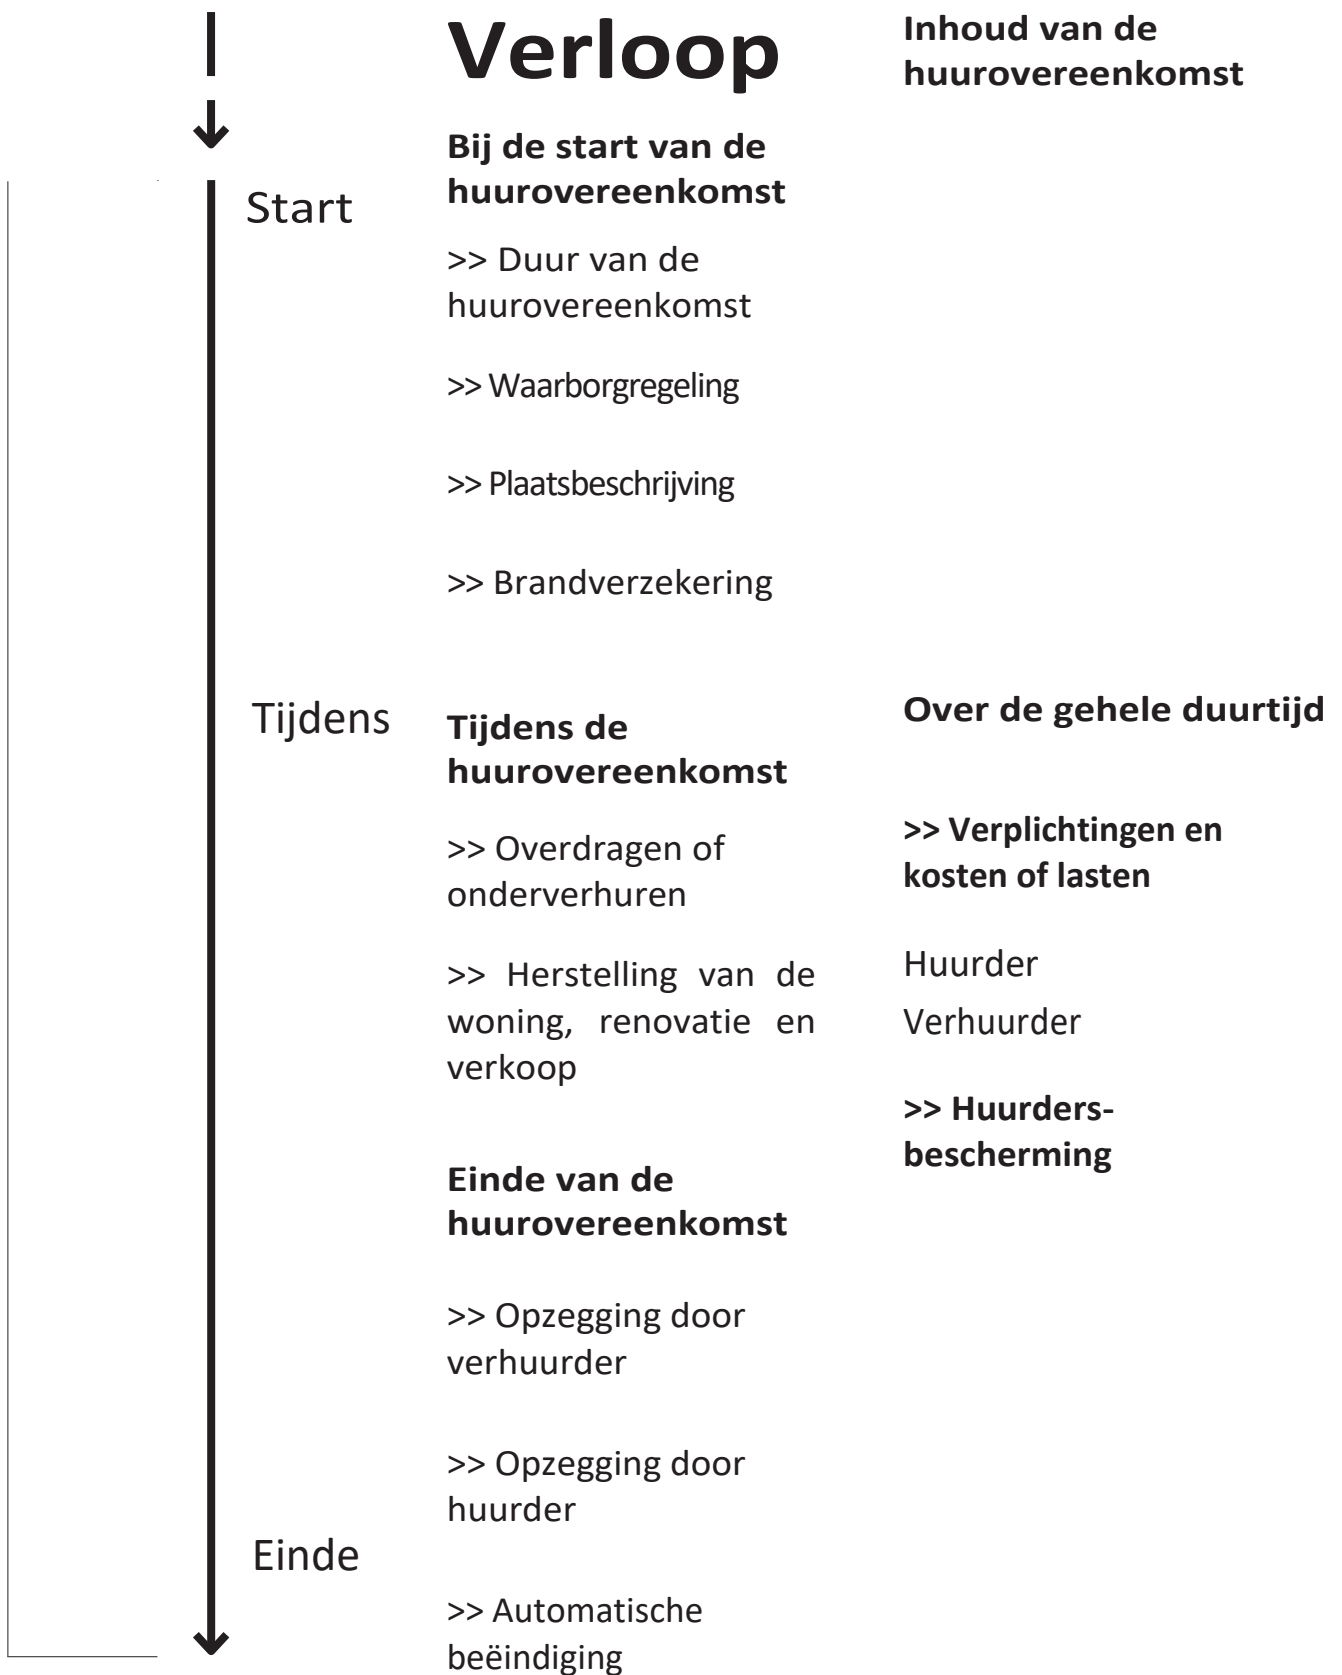 Verloop
Inhoud van de
huurovereenkomst
Start
Bij de start van de
huurovereenkomst
>> Duur van de
huurovereenkomst
>> Waarborgregeling
>> Plaatsbeschrijving
>> Brandverzekering
Tijdens
Tijdens de
huurovereenkomst
>> Overdragen of
onderverhuren
>> Herstelling van de
woning, renovatie en
verkoop
Over de gehele duurtijd
>> Verplichtingen en
kosten of lasten
Huurder
Verhuurder
>> Huurders-
bescherming
Einde van de
huurovereenkomst
>> Opzegging door
verhuurder
>> Opzegging door
huurder
Einde
>> Automatische
beëindiging